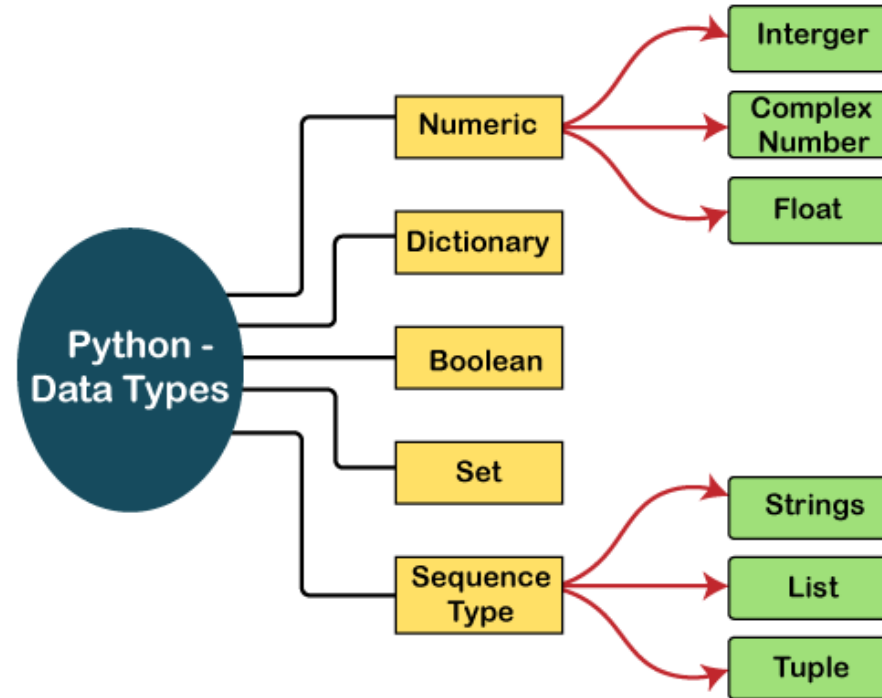 Python -
Data Types
Numeric
Dictionary
Boolean
Set
Sequence
Type
Interger
Complex
Number
Float
Strings
List
Tuple